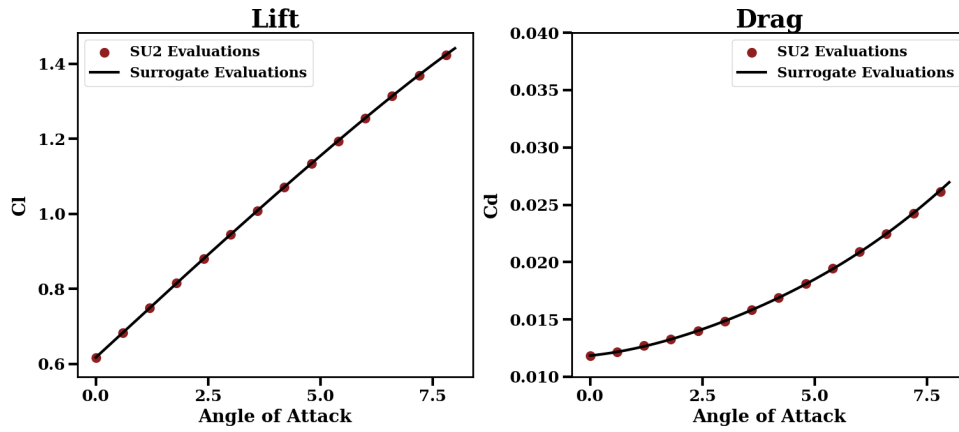 Lift
SU2 Evaluations
Surrogate Evaluations
Cl
1.4
1.2
1.0
0.8
0.6
0.0
2.5
5.0
7.5
Angle of Attack
Drag
SU2 Evaluations
Surrogate Evaluations
Cd
0.040
0.035
0.030
0.025
0.020
0.015
0.010
0.0
2.5
5.0
7.5
Angle of Attack